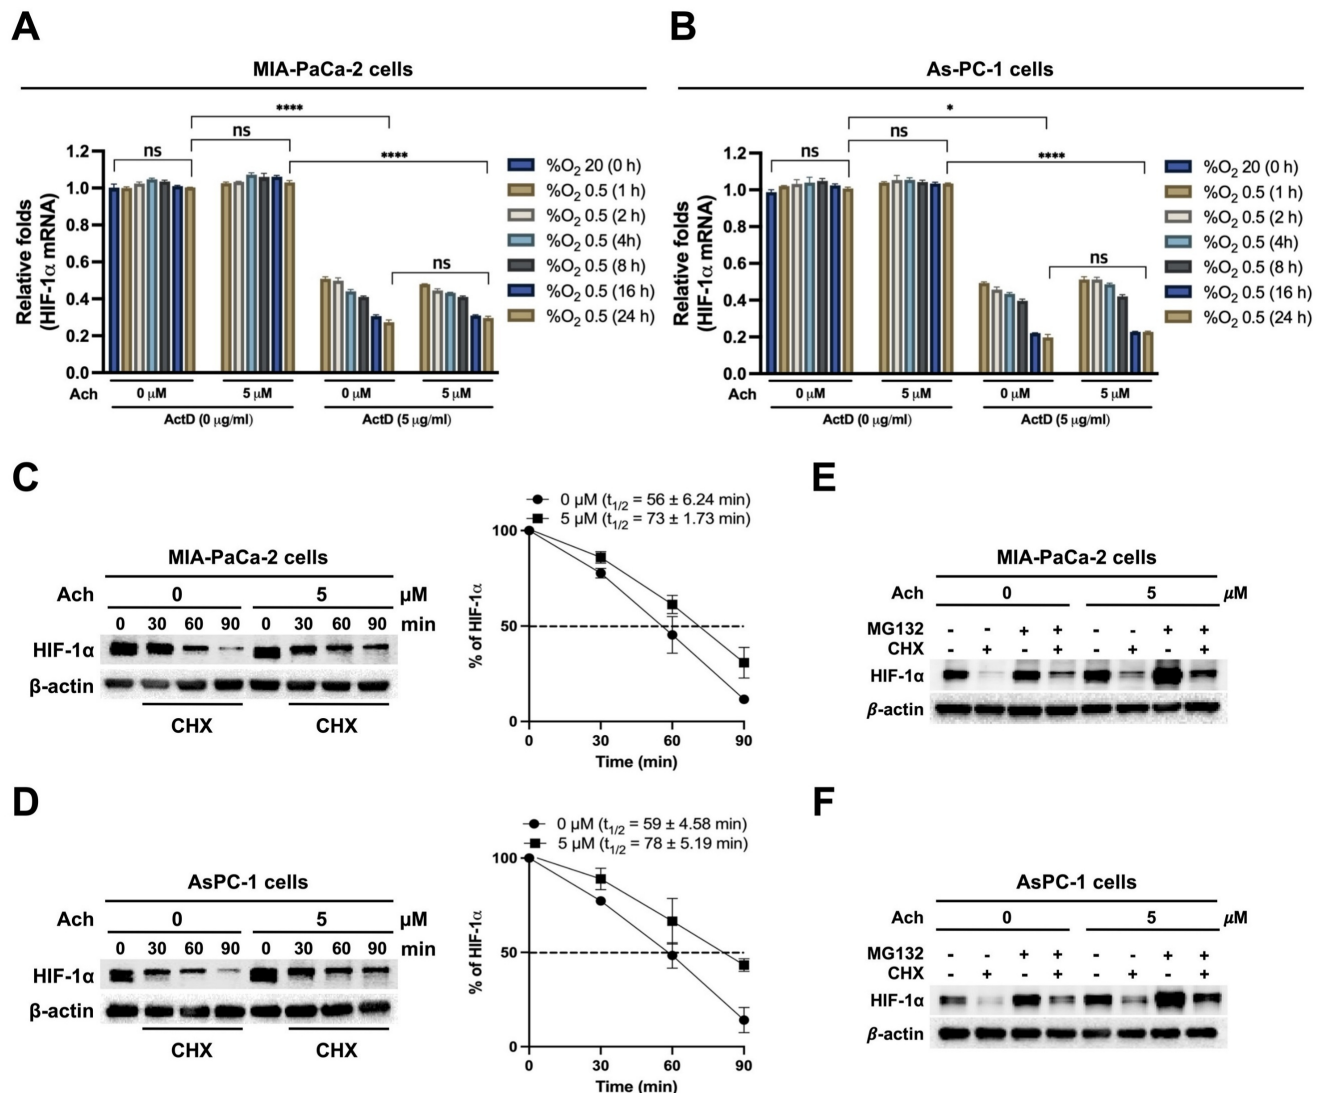 A
MIA-PaCa-2 cells
****
ns
ns
****
ns
Relative folds
(HIF-1α mRNA)
1.2
1.0
0.8
0.6
0.4
0.2
0.0
Ach
0 μM
5 μM
0 μM
5 μM
ActD (0 μg/ml)
ActD (5 μg/ml)
%O2 20 (0 h)
%O2 0.5 (1 h)
%O2 0.5 (2 h)
%O2 0.5 (4h)
%O2 0.5 (8 h)
%O2 0.5 (16 h)
%O2 0.5 (24 h)
B
As-PC-1 cells
*
ns
ns
****
ns
Relative folds
(HIF-1α mRNA)
1.2
1.0
0.8
0.6
0.4
0.2
0.0
Ach
0 μM
5 μM
0 μM
5 μM
ActD (0 μg/ml)
ActD (5 μg/ml)
%O2 20 (0 h)
%O2 0.5 (1 h)
%O2 0.5 (2 h)
%O2 0.5 (4h)
%O2 0.5 (8 h)
%O2 0.5 (16 h)
%O2 0.5 (24 h)
C
MIA-PaCa-2 cells
Ach 0 5 μM
0 30 60 90 0 30 60 90 min
HIF-1α
β-actin
CHX CHX
0 μM (t1/2 = 56 ± 6.24 min)
5 μM (t1/2 = 73 ± 1.73 min)
% of HIF-1α
100
50
0
0 30 60 90
Time (min)
E
MIA-PaCa-2 cells
Ach 0 5 μM
MG132 - - + + - - + +
CHX - + - + - + - +
HIF-1α
β-actin
D
AsPC-1 cells
Ach 0 5 μM
0 30 60 90 0 30 60 90 min
HIF-1α
β-actin
CHX CHX
0 μM (t1/2 = 59 ± 4.58 min)
5 μM (t1/2 = 78 ± 5.19 min)
% of HIF-1α
100
50
0
0 30 60 90
Time (min)
F
AsPC-1 cells
Ach 0 5 μM
MG132 - - + + - - + +
CHX - + - + - + - +
HIF-1α
β-actin